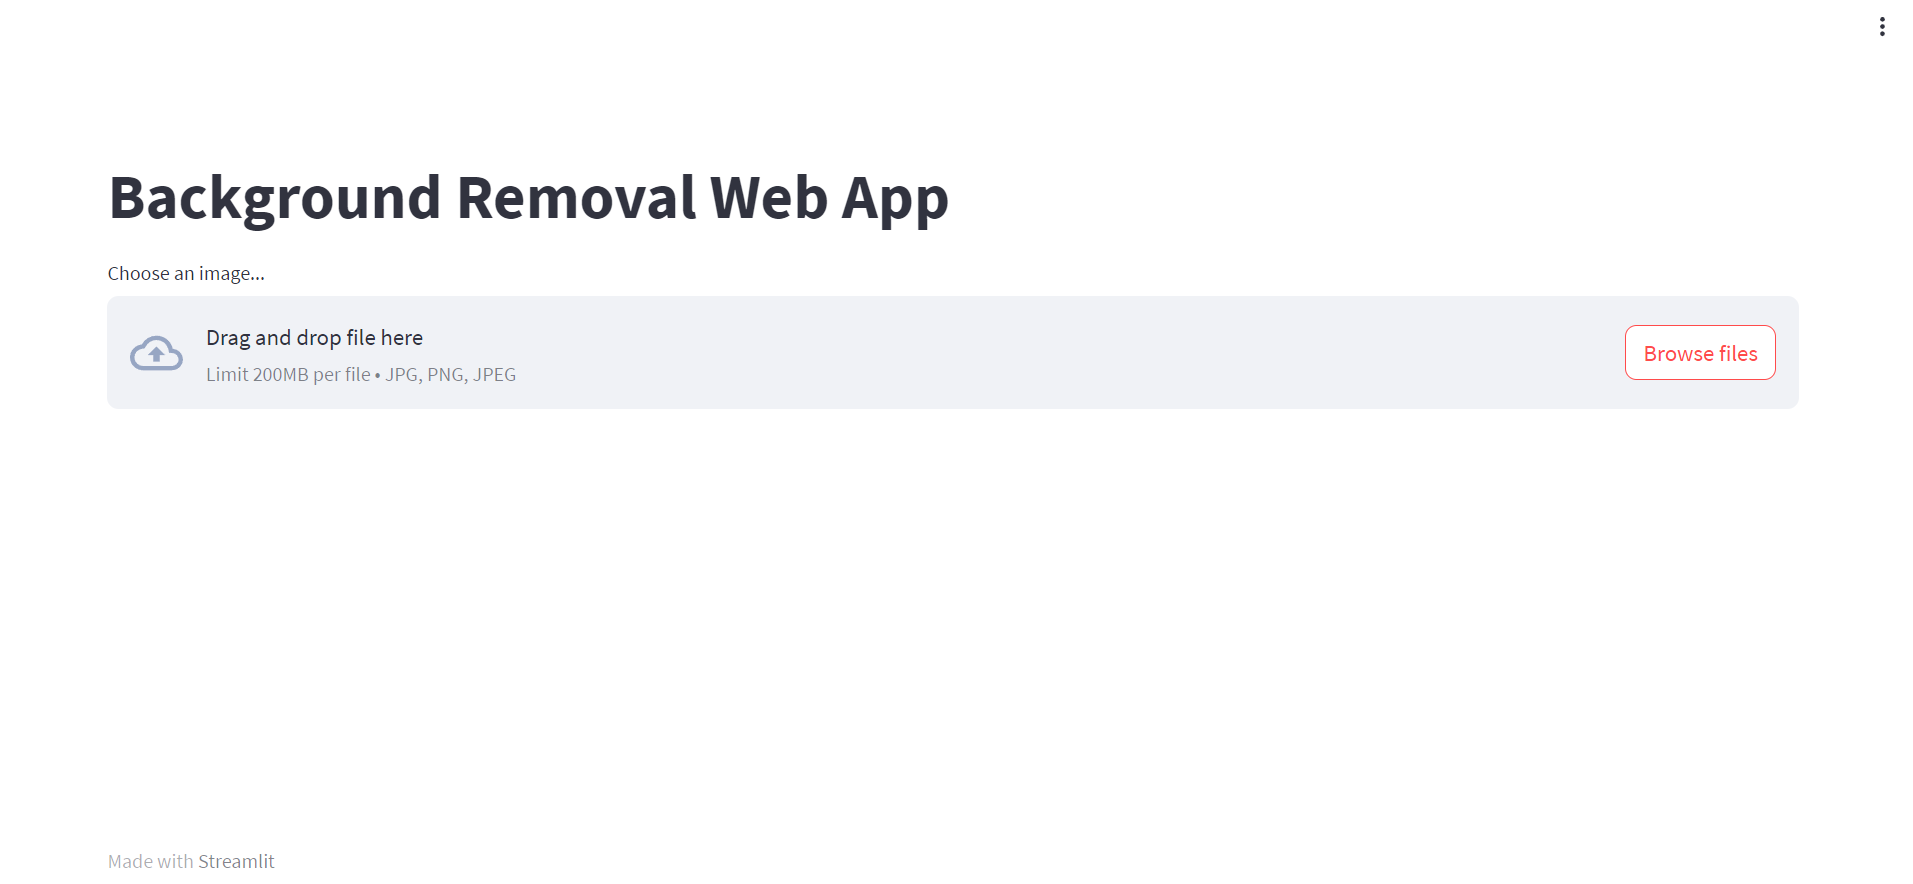 Background Removal Web App
Choose an image...
Drag and drop file here
Limit 200MB per file • JPG, PNG, JPEG
Browse files
Made with Streamlit